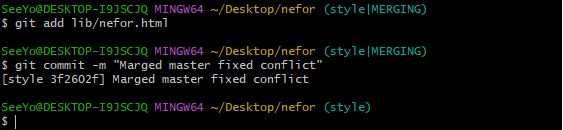 SeeYo@DESKTOP-I9JSCJQ MINGW64 ~/Desktop/nefor (style|MERGING)
$ git add lib/nefor.html
SeeYo@DESKTOP-I9JSCJQ MINGW64 ~/Desktop/nefor (style|MERGING)
$ git commit -m "Marged master fixed conflict"
[style 3f2602f] Marged master fixed conflict
SeeYo@DESKTOP-I9JSCJQ MINGW64 ~/Desktop/nefor (style)
$